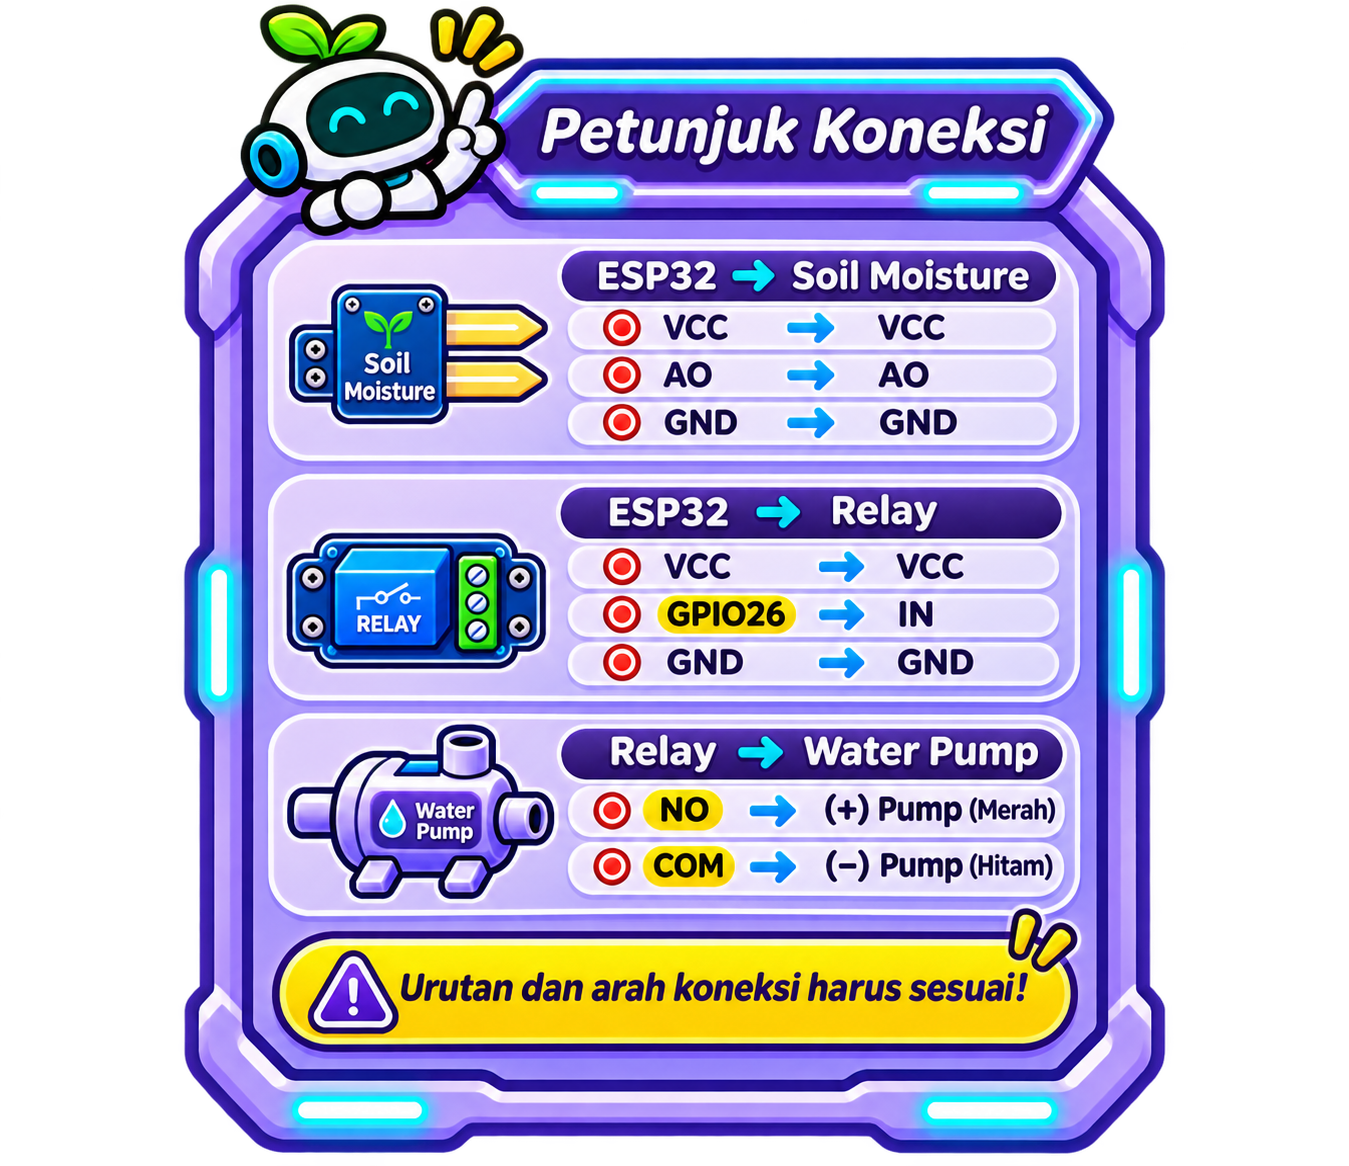 Petunjuk Koneksi
Soil
Moisture
ESP32 → Soil Moisture
VCC → VCC
AO → AO
GND → GND
RELAY
ESP32 → Relay
VCC → VCC
GPIO26 → IN
GND → GND
Water
Pump
Relay → Water Pump
NO → (+) Pump (Merah)
COM → (−) Pump (Hitam)
Urutan dan arah koneksi harus sesuai!